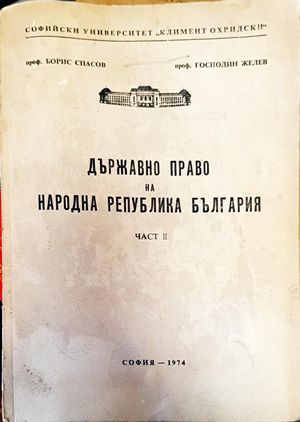 СОФИЙСКИ УНИВЕРСИТЕТ „КЛИМЕНТ ОХРИДСКИ“
проф. БОРИС СПАСОВ
проф. ГОСПОДИН ЖЕЛЕВ
ДЪРЖАВНО ПРАВО
НА
НАРОДНА РЕПУБЛИКА БЪЛГАРИЯ
ЧАСТ II
СОФИЯ — 1974